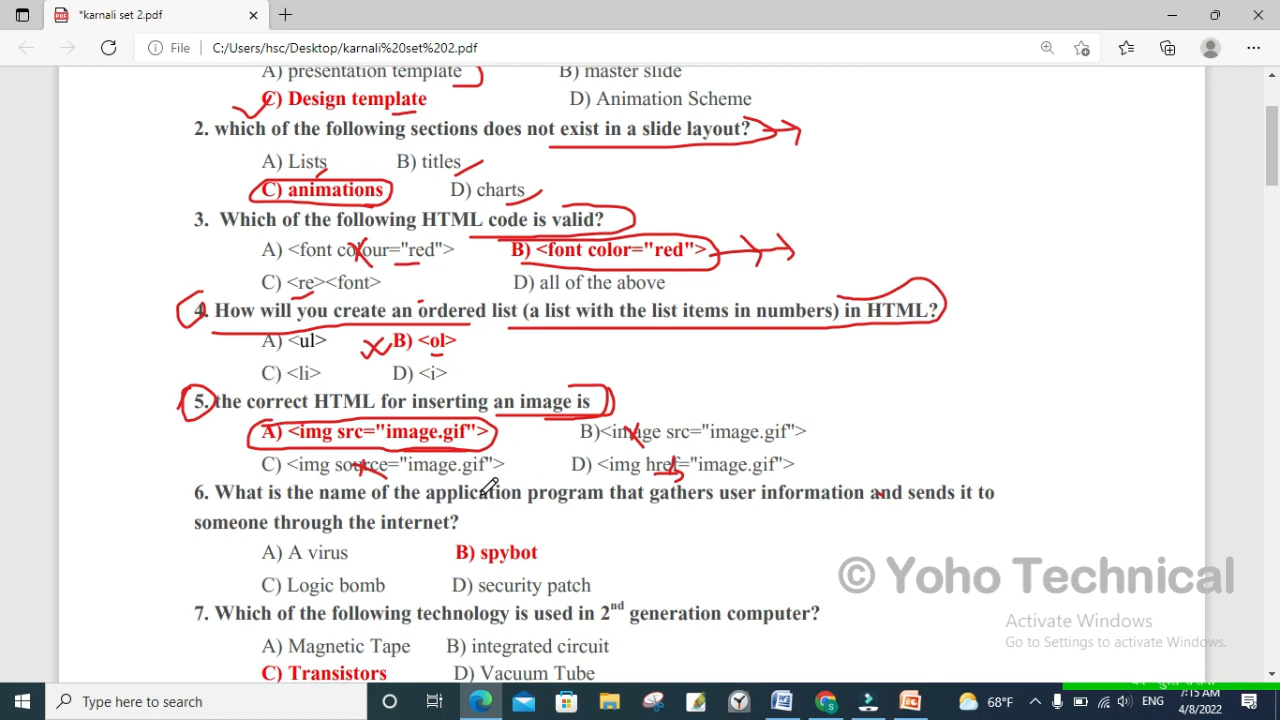 *karnali set 2.pdf
File | C:/Users/hsc/Desktop/karnali%20set%202.pdf
A) presentation template B) master slide
C) Design template D) Animation Scheme
2. which of the following sections does not exist in a slide layout?
A) Lists B) titles
C) animations D) charts
3. Which of the following HTML code is valid?
A) <font colour="red"> B) <font color="red">
C) <re><font> D) all of the above
4. How will you create an ordered list (a list with the list items in numbers) in HTML?
A) <ul> B) <ol>
C) <li> D) <i>
5. the correct HTML for inserting an image is
A) <img src="image.gif"> B)<image src="image.gif">
C) <img source="image.gif"> D) <img href="image.gif">
6. What is the name of the application program that gathers user information and sends it to
someone through the internet?
A) A virus B) spybot
C) Logic bomb D) security patch
© Yoho Technical
7. Which of the following technology is used in 2nd generation computer?
Activate Windows
Go to Settings to activate Windows.
A) Magnetic Tape B) integrated circuit
C) Transistors D) Vacuum Tube
Type here to search
68°F
ENG
7:15 AM
4/8/2022